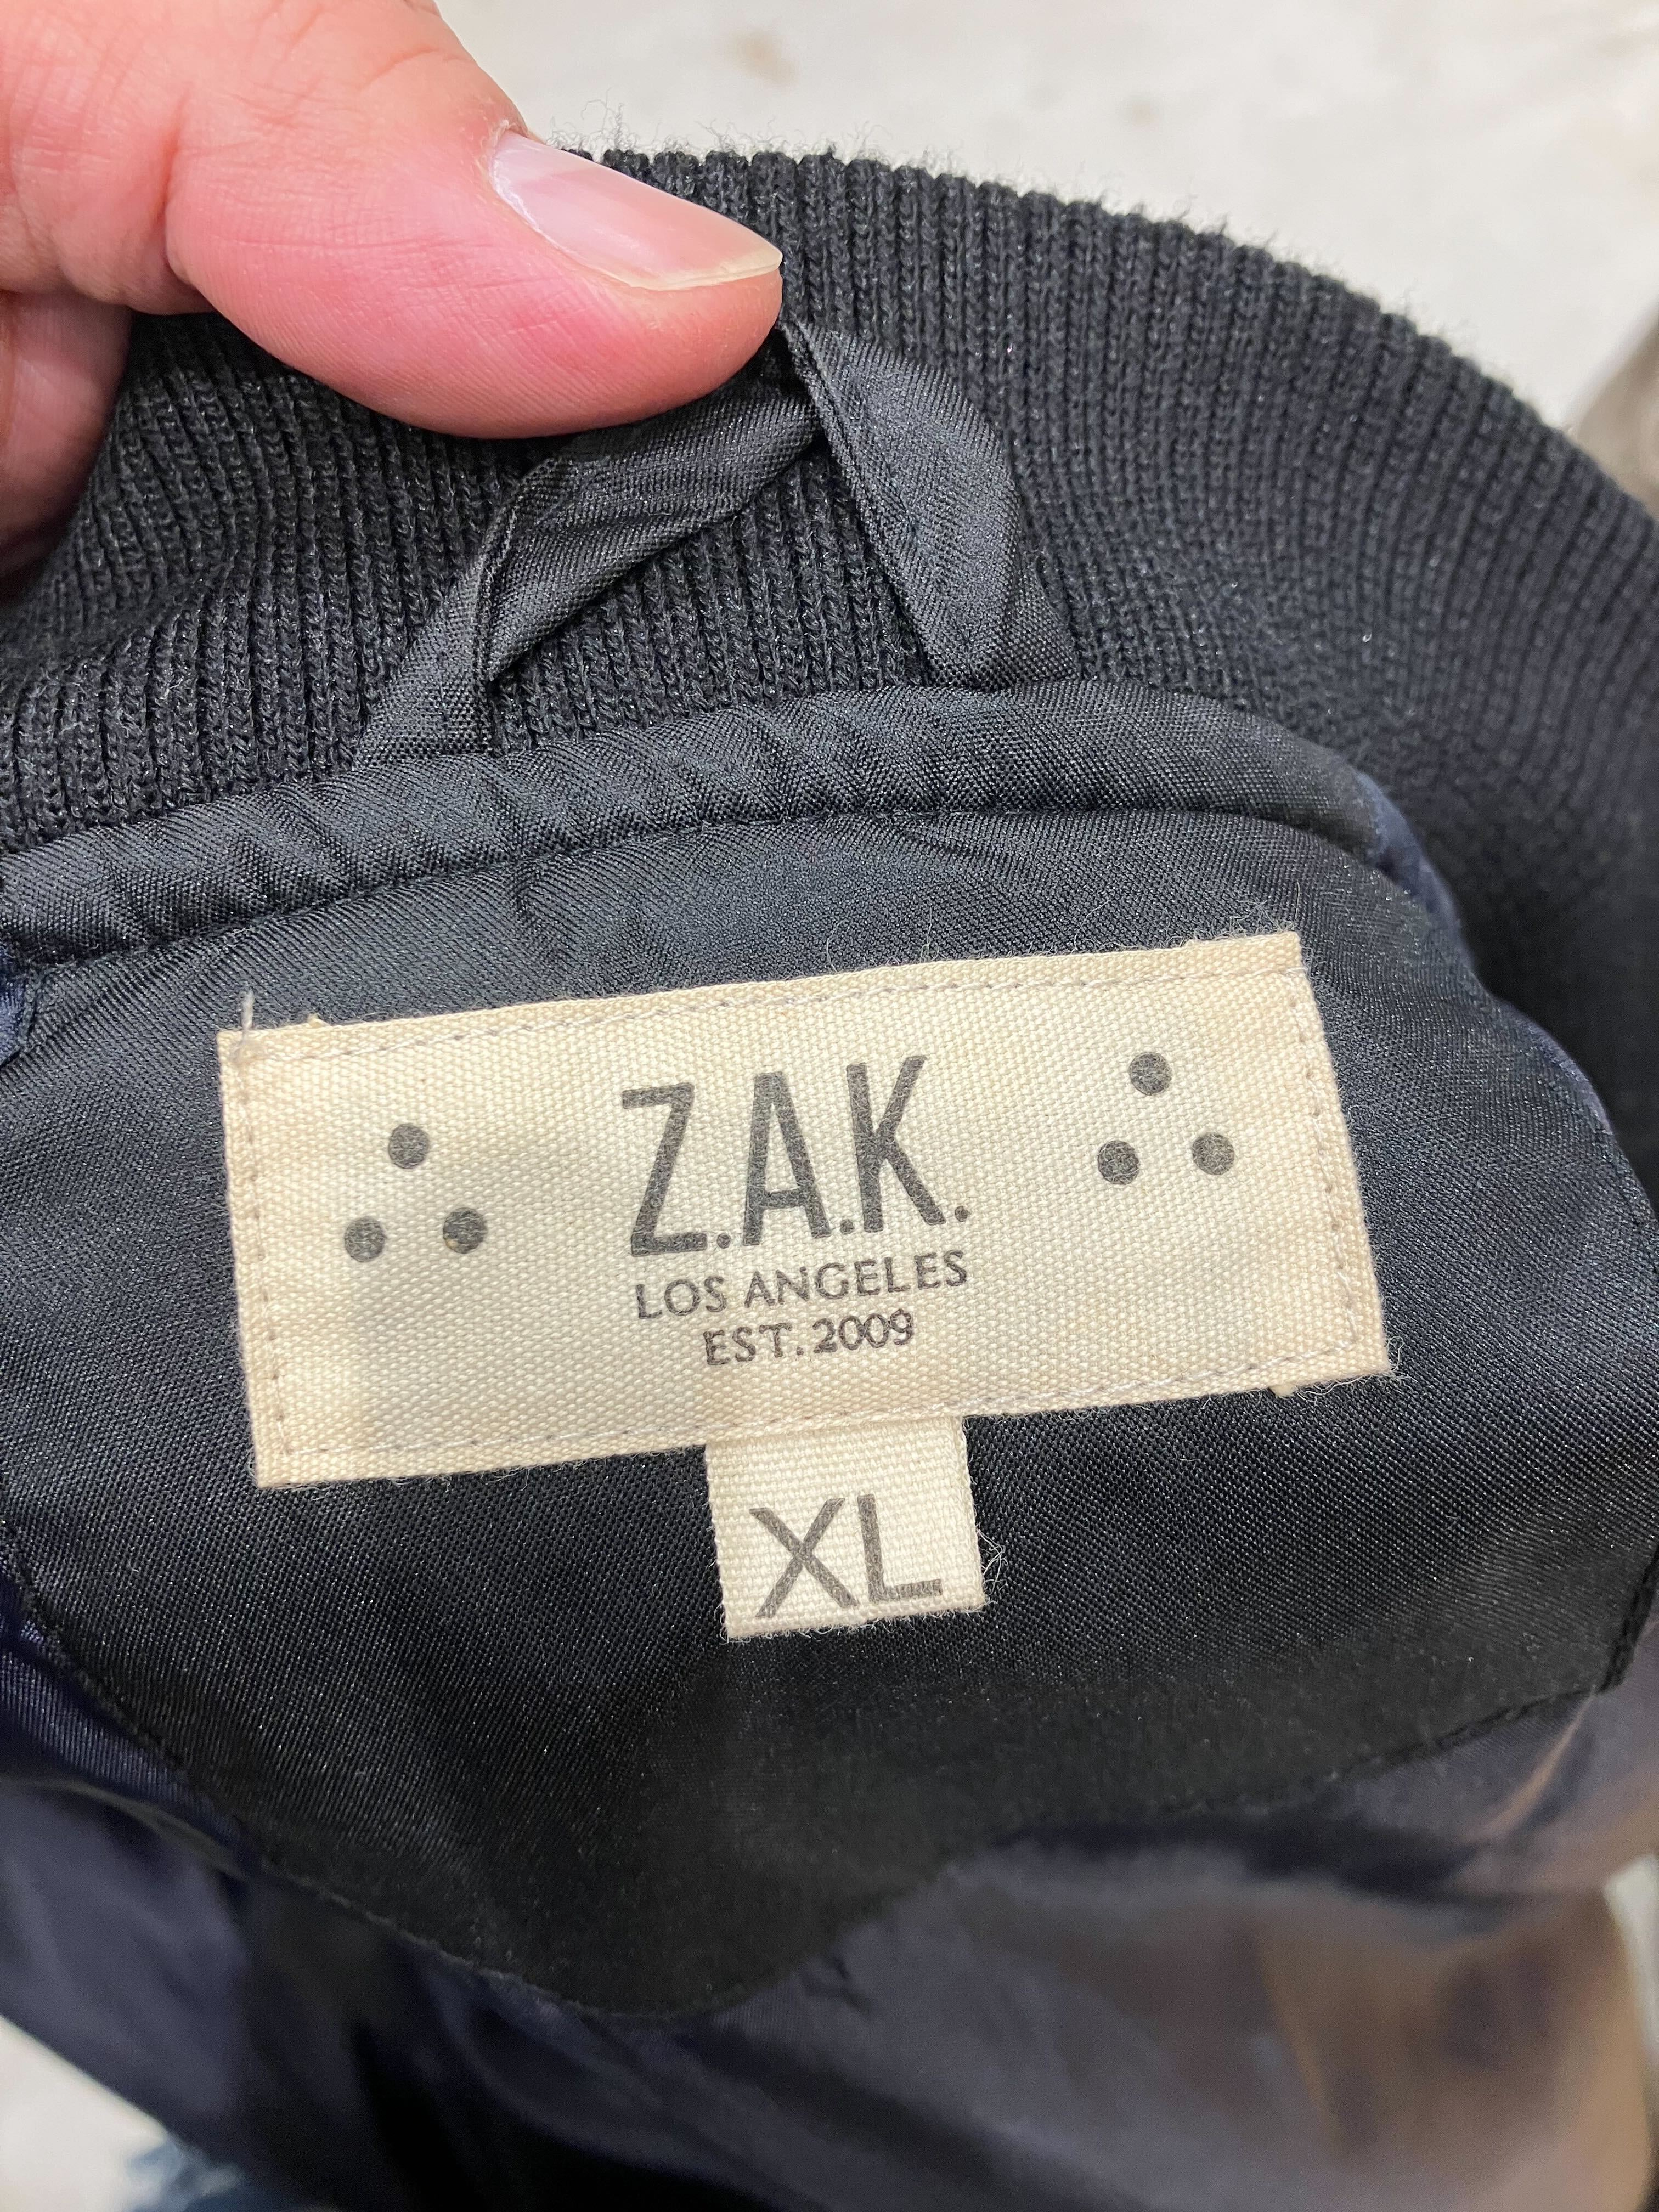 Z.A.K.
LOS ANGELES
EST. 2009
XL